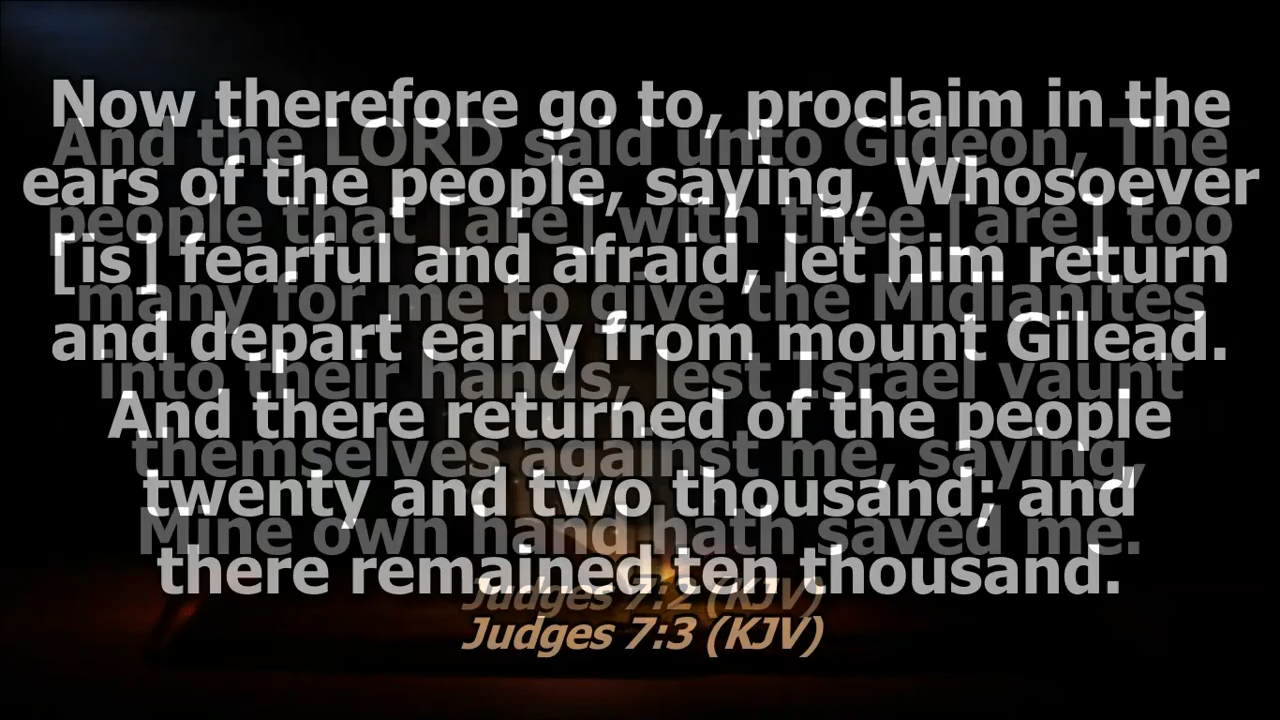 Now therefore go to, proclaim in the
ears of the people, saying, Whosoever
[is] fearful and afraid, let him return
and depart early from mount Gilead.
And there returned of the people
twenty and two thousand; and
there remained ten thousand.
Judges 7:3 (KJV)
And the LORD said unto Gideon, The
people that [are] with thee [are] too
many for me to give the Midianites
into their hands, lest Israel vaunt
themselves against me, saying,
Mine own hand hath saved me.
Judges 7:2 (KJV)